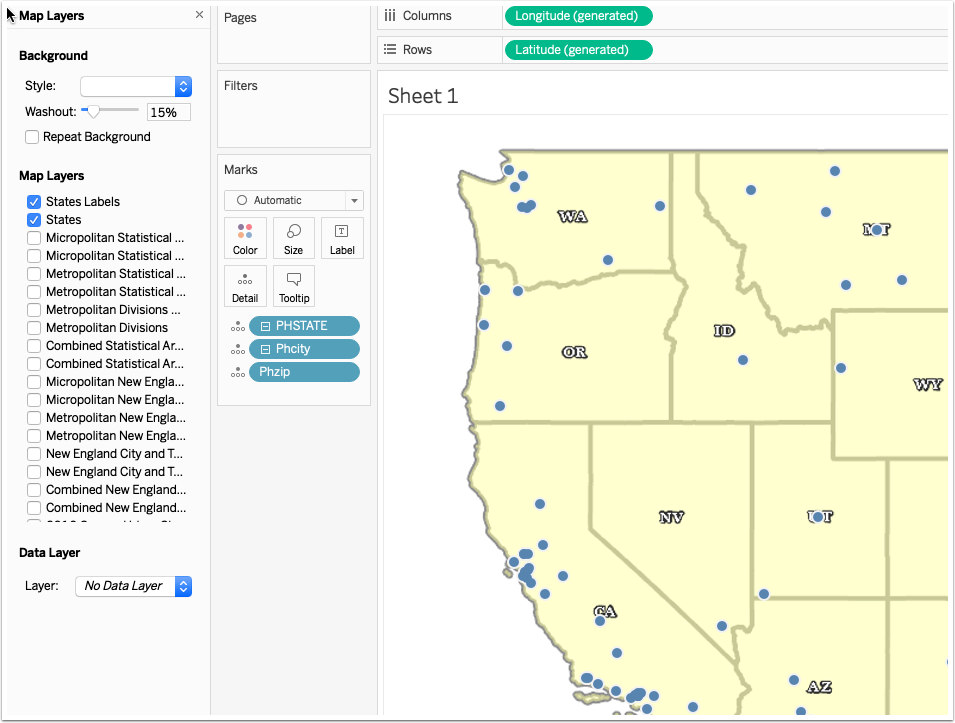 Map Layers
Background
Style:
Washout:
15%
Repeat Background
Map Layers
States Labels
States
Micropolitan Statistical ...
Micropolitan Statistical ...
Metropolitan Statistical ...
Metropolitan Statistical ...
Metropolitan Divisions ...
Metropolitan Divisions
Combined Statistical Ar...
Combined Statistical Ar...
Micropolitan New Engla...
Micropolitan New Engla...
Metropolitan New Engla...
Metropolitan New Engla...
New England City and T...
New England City and T...
Combined New England...
Combined New England...
Data Layer
Layer:
No Data Layer
Pages
Filters
Marks
Automatic
Color
Size
Label
Detail
Tooltip
PHSTATE
Phcity
Phzip
Columns
Longitude (generated)
Rows
Latitude (generated)
Sheet 1
WA
MT
OR
ID
WY
NV
UT
CA
AZ